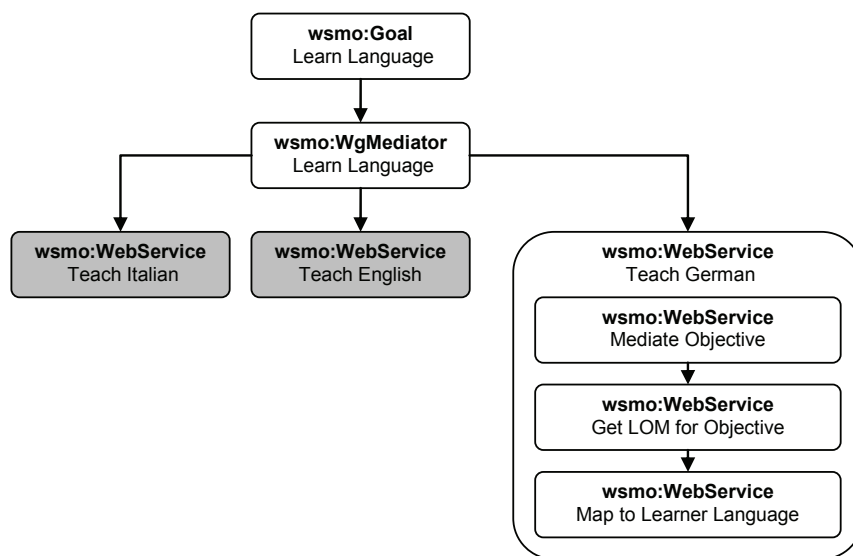 wsmo:Goal
Learn Language
wsmo:WgMediator
Learn Language
wsmo:WebService
Teach Italian
wsmo:WebService
Teach English
wsmo:WebService
Teach German
wsmo:WebService
Mediate Objective
wsmo:WebService
Get LOM for Objective
wsmo:WebService
Map to Learner Language